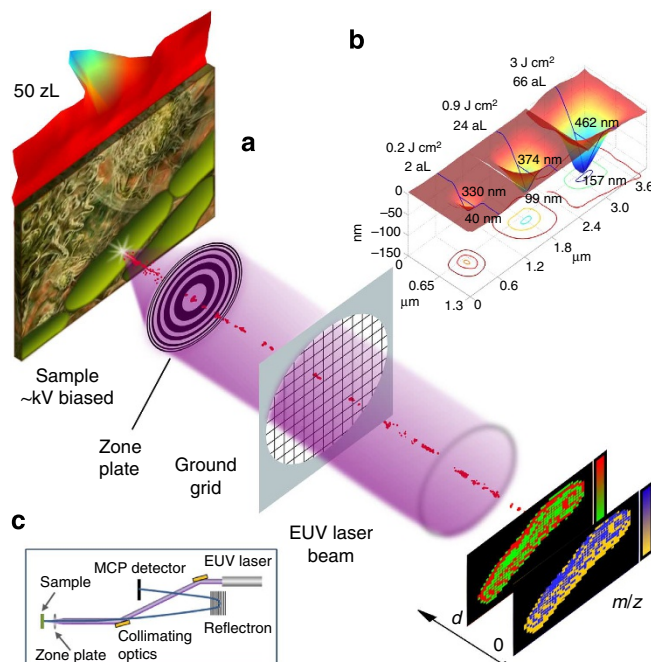 a
50 zL
Sample
~kV biased
Zone
plate
Ground
grid
EUV laser
beam
d
0
m/z
b
3 J cm²
66 aL
0.9 J cm²
24 aL
0.2 J cm²
2 aL
462 nm
374 nm
330 nm
157 nm
99 nm
40 nm
0
−50
−100
−150
nm
0
0.65
1.3
μm
0
0.6
1.2
1.8
2.4
3.0
3.6
μm
c
MCP detector
EUV laser
Sample
Reflectron
Collimating
optics
Zone plate